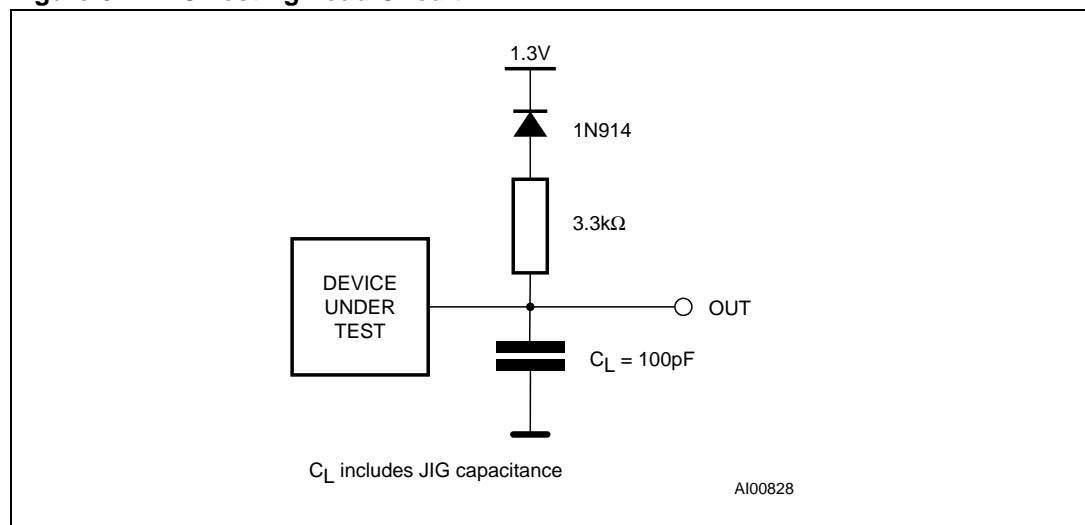 1.3V
1N914
3.3kΩ
DEVICE
UNDER
TEST
OUT
CL = 100pF
CL includes JIG capacitance
AI00828